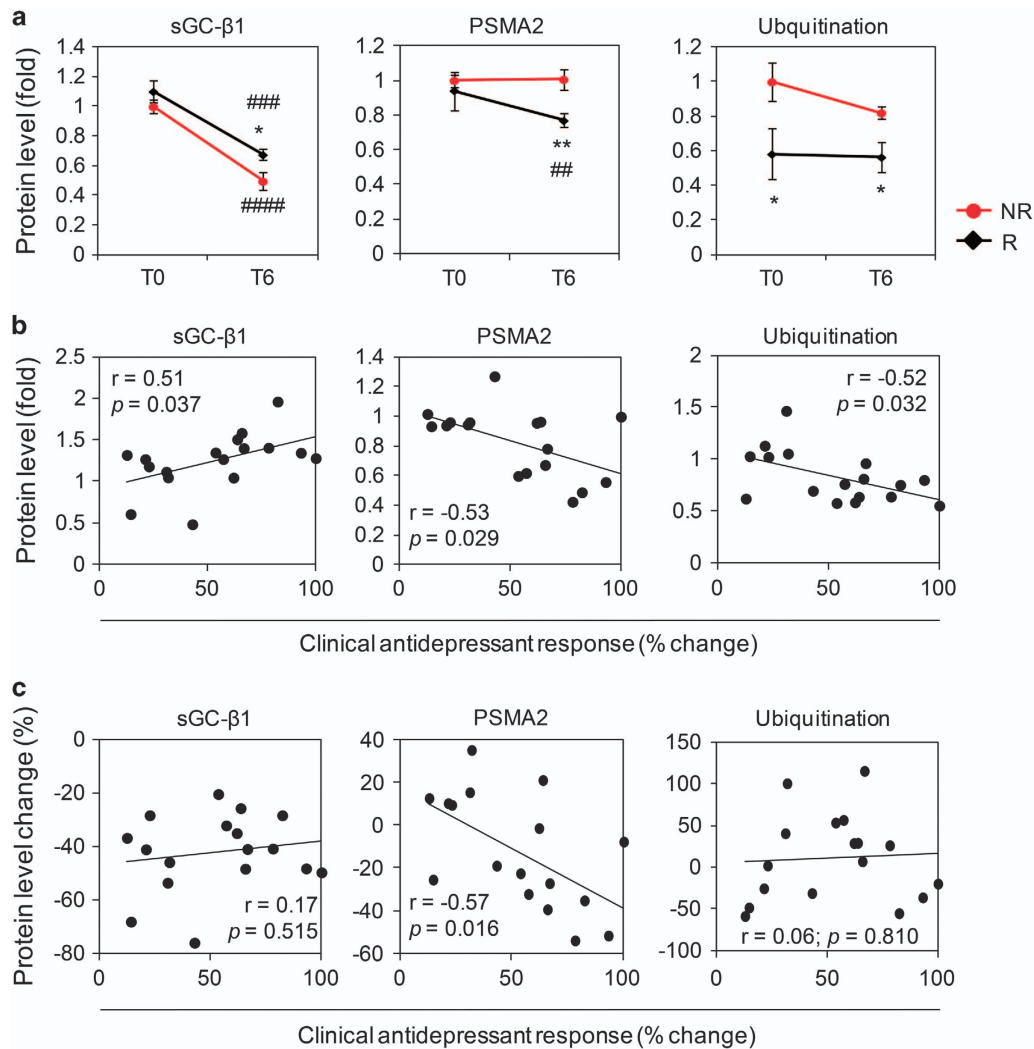 a
sGC-β1
PSMA2
Ubiquitination
Protein level (fold)
1.4
1.2
1
0.8
0.6
0.4
0.2
0
###
*
####
T0
T6
1.2
1
0.8
0.6
0.4
0.2
0
**
##
T0
T6
1.2
1
0.8
0.6
0.4
0.2
0
*
*
T0
T6
NR
R
b
sGC-β1
PSMA2
Ubiquitination
Protein level (fold)
2.5
2
1.5
1
0.5
0
r = 0.51
p = 0.037
0
50
100
1.4
1.2
1
0.8
0.6
0.4
0.2
0
r = -0.53
p = 0.029
0
50
100
2
1.5
1
0.5
0
r = -0.52
p = 0.032
0
50
100
Clinical antidepressant response (% change)
c
sGC-β1
PSMA2
Ubiquitination
Protein level change (%)
0
-20
-40
-60
-80
r = 0.17
p = 0.515
0
50
100
40
20
0
-20
-40
-60
r = -0.57
p = 0.016
0
50
100
150
100
50
0
-50
-100
r = 0.06; p = 0.810
0
50
100
Clinical antidepressant response (% change)